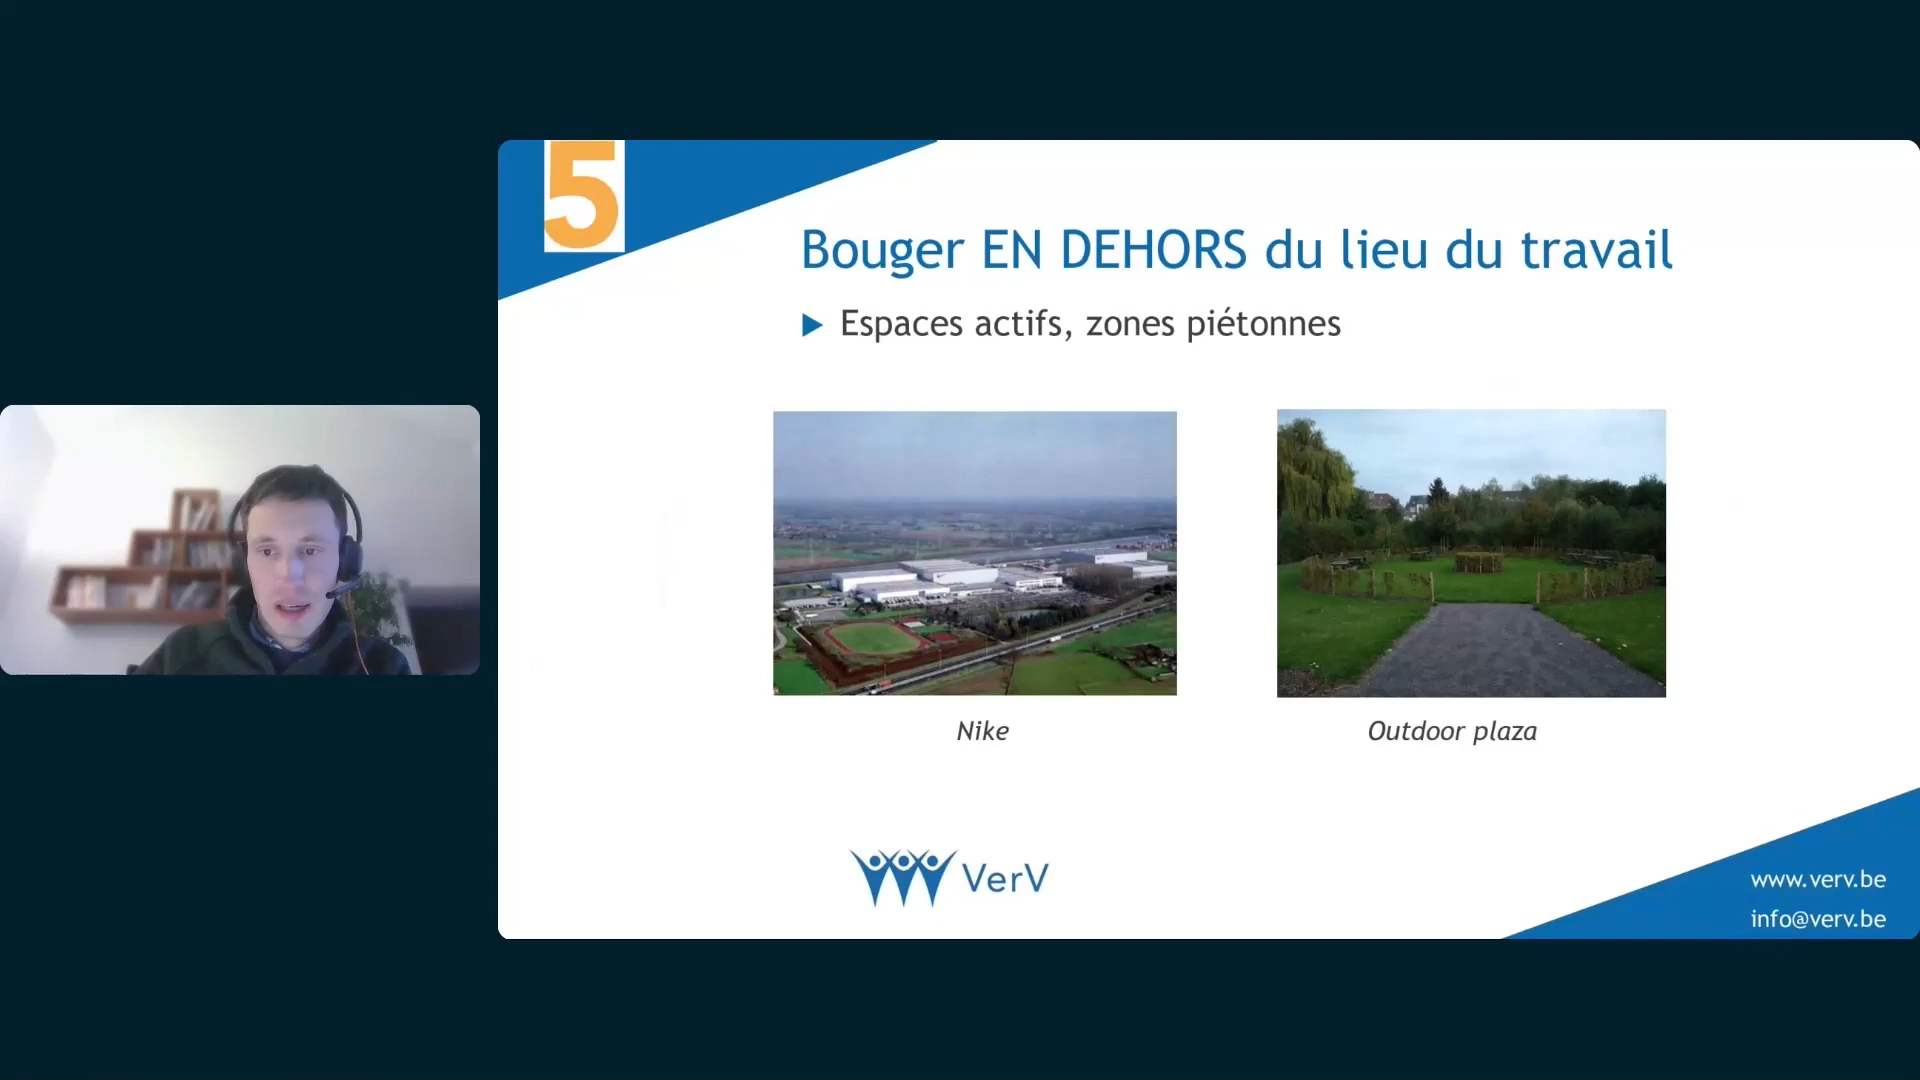 5
Bouger EN DEHORS du lieu du travail
Espaces actifs, zones piétonnes
Nike
Outdoor plaza
VerV
www.verv.be
info@verv.be